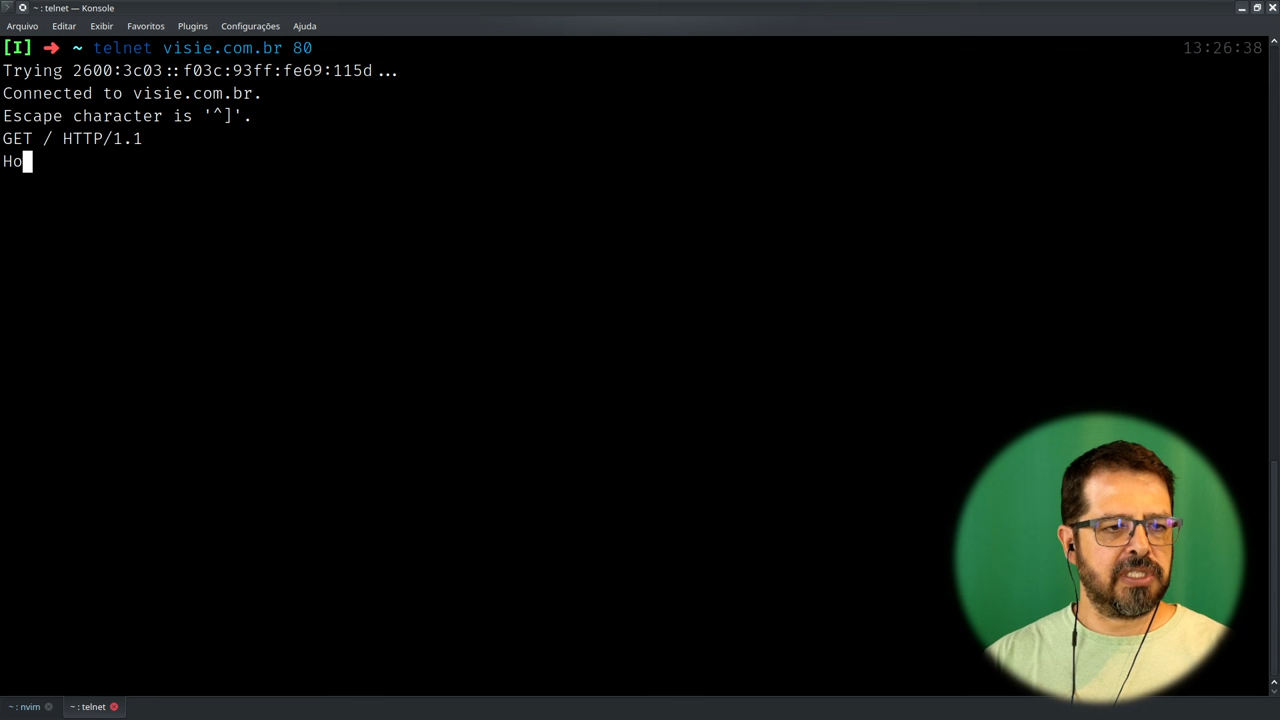 ~ : telnet — Konsole
Arquivo Editar Exibir Favoritos Plugins Configurações Ajuda
[I] ➜ ~ telnet visie.com.br 80 13:26:38
Trying 2600:3c03::f03c:93ff:fe69:115d...
Connected to visie.com.br.
Escape character is '^]'.
GET / HTTP/1.1
Ho
~ : nvim ~ : telnet